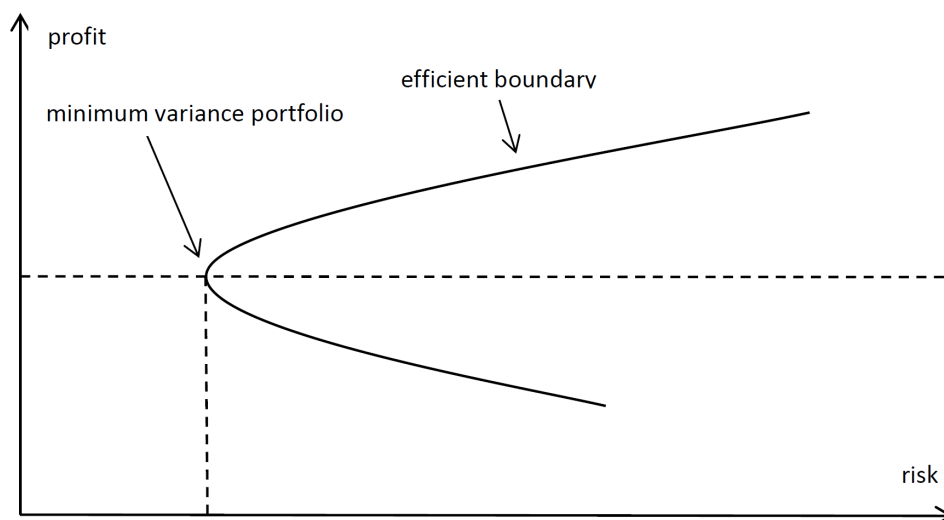 profit
efficient boundary
minimum variance portfolio
risk